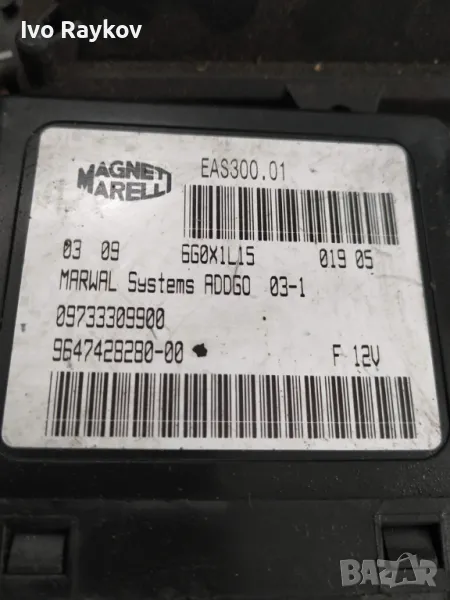 Ivo Raykov
MAGNETI MARELLI
EAS300.01
03 09 6G0X1L15 019 05
MARWAL Systems ADDGO 03-1
09733309900
9647428280-00 F 12V
bazar